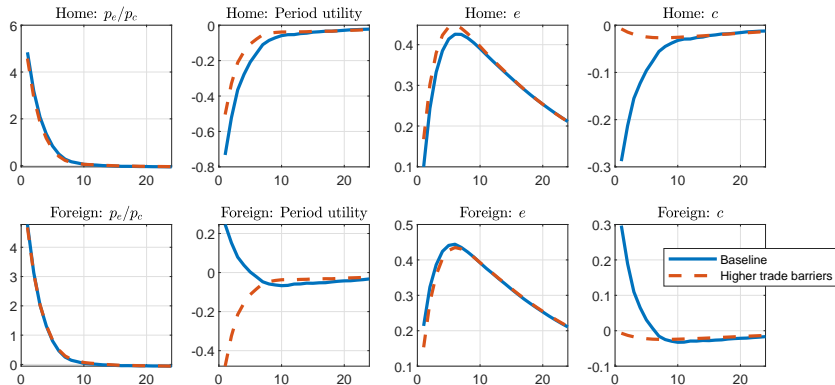 Home: p_e/p_c
6
4
2
0
0 10 20
Home: Period utility
0
-0.2
-0.4
-0.6
-0.8
0 10 20
Home: e
0.4
0.3
0.2
0.1
0 10 20
Home: c
0
-0.1
-0.2
-0.3
0 10 20
Foreign: p_e/p_c
4
3
2
1
0
0 10 20
Foreign: Period utility
0.2
0
-0.2
-0.4
0 10 20
Foreign: e
0.5
0.4
0.3
0.2
0.1
0 10 20
Foreign: c
0.3
0.2
0.1
0
-0.1
0 10 20
Baseline
Higher trade barriers